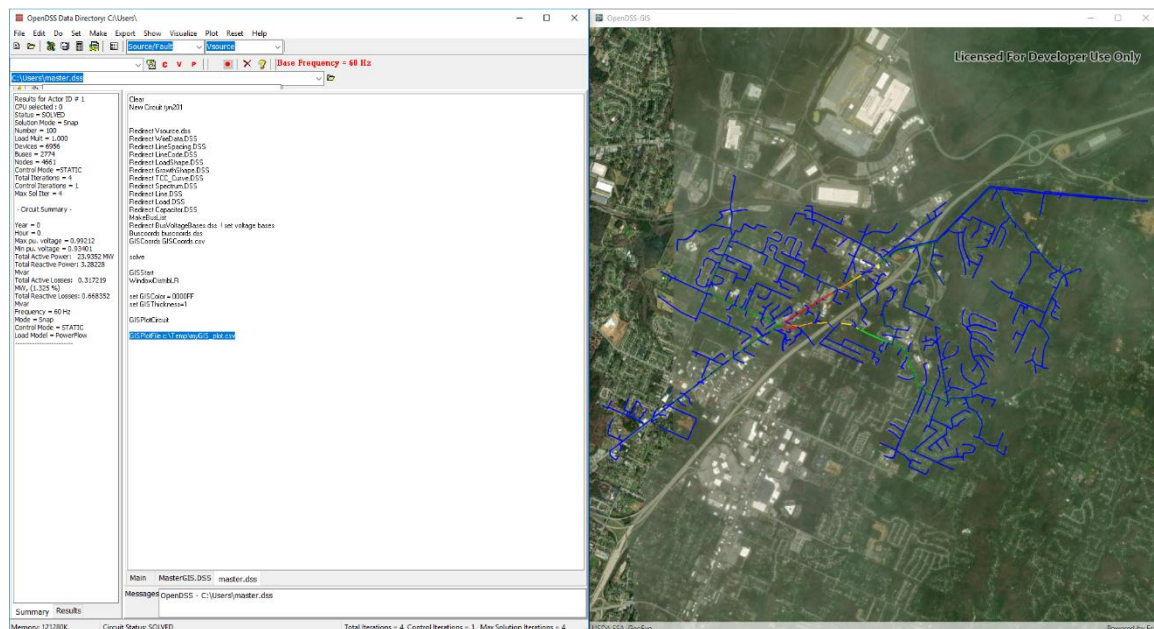 OpenDSS Data Directory: C:\Users\
File Edit Do Set Make Export Show Visualize Plot Reset Help
Source/Fault Vsource
C V P Base Frequency = 60 Hz
C:\Users\master.dss
Results for Actor ID # 1
CPU selected : 0
Status = SOLVED
Solution Mode = Snap
Number = 100
Load Mult = 1.000
Devices = 6956
Buses = 2774
Nodes = 4661
Control Mode =STATIC
Total Iterations = 4
Control Iterations = 1
Max Sol Iter = 4
- Circuit Summary -
Year = 0
Hour = 0
Max pu. voltage = 0.99212
Min pu. voltage = 0.93401
Total Active Power: 23.9352 MW
Total Reactive Power: 3.28228
Mvar
Total Active Losses: 0.317219
MW, (1.325 %)
Total Reactive Losses: 0.668352
Mvar
Frequency = 60 Hz
Mode = Snap
Control Mode = STATIC
Load Model = PowerFlow
-----------------------
Clear
New Circuit.tyn201
Redirect Vsource.dss
Redirect WireData.DSS
Redirect LineSpacing.DSS
Redirect LineCode.DSS
Redirect LoadShape.DSS
Redirect GrowthShape.DSS
Redirect TCC_Curve.DSS
Redirect Spectrum.DSS
Redirect Line.DSS
Redirect Load.DSS
Redirect Capacitor.DSS
MakeBusList
Redirect BusVoltageBases.dss ! set voltage bases
Buscoords buscoords.dss
GISCoords GISCoords.csv
solve
GISStart
WindowDistribLR
set GISColor = 0000FF
set GISThickness=1
GISPlotCircuit
GISPlotFile c:\Temp\myGIS_plot.csv
Main MasterGIS.DSS master.dss
Messages OpenDSS - C:\Users\master.dss
Summary Results
Memory: 121280K Circuit Status: SOLVED Total Iterations = 4, Control Iterations = 1, Max Solution Iterations = 4
OpenDSS-GIS
Licensed For Developer Use Only
Powered by